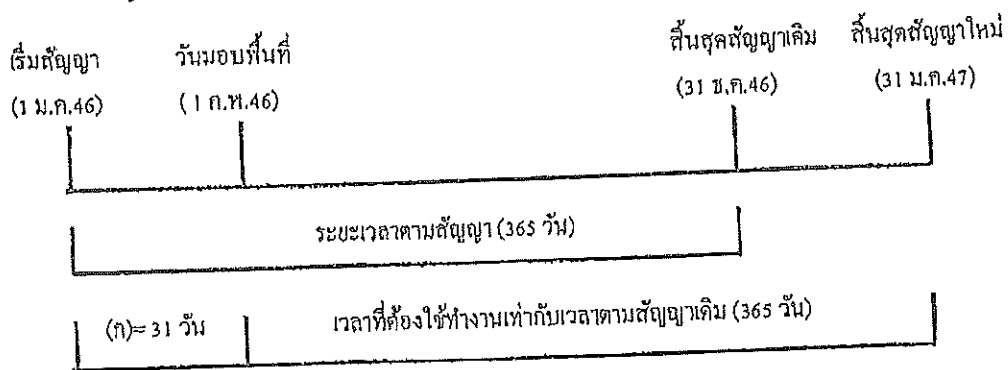 เริ่มสัญญา วันมอบพื้นที่ สิ้นสุดสัญญาเดิม สิ้นสุดสัญญาใหม่
(1 ม.ค.46) (1 ก.พ.46) (31 ธ.ค.46) (31 ม.ค.47)
ระยะเวลาตามสัญญา (365 วัน)
(ก)= 31 วัน เวลาที่ต้องใช้ทำงานเท่ากับเวลาตามสัญญาเดิม (365 วัน)